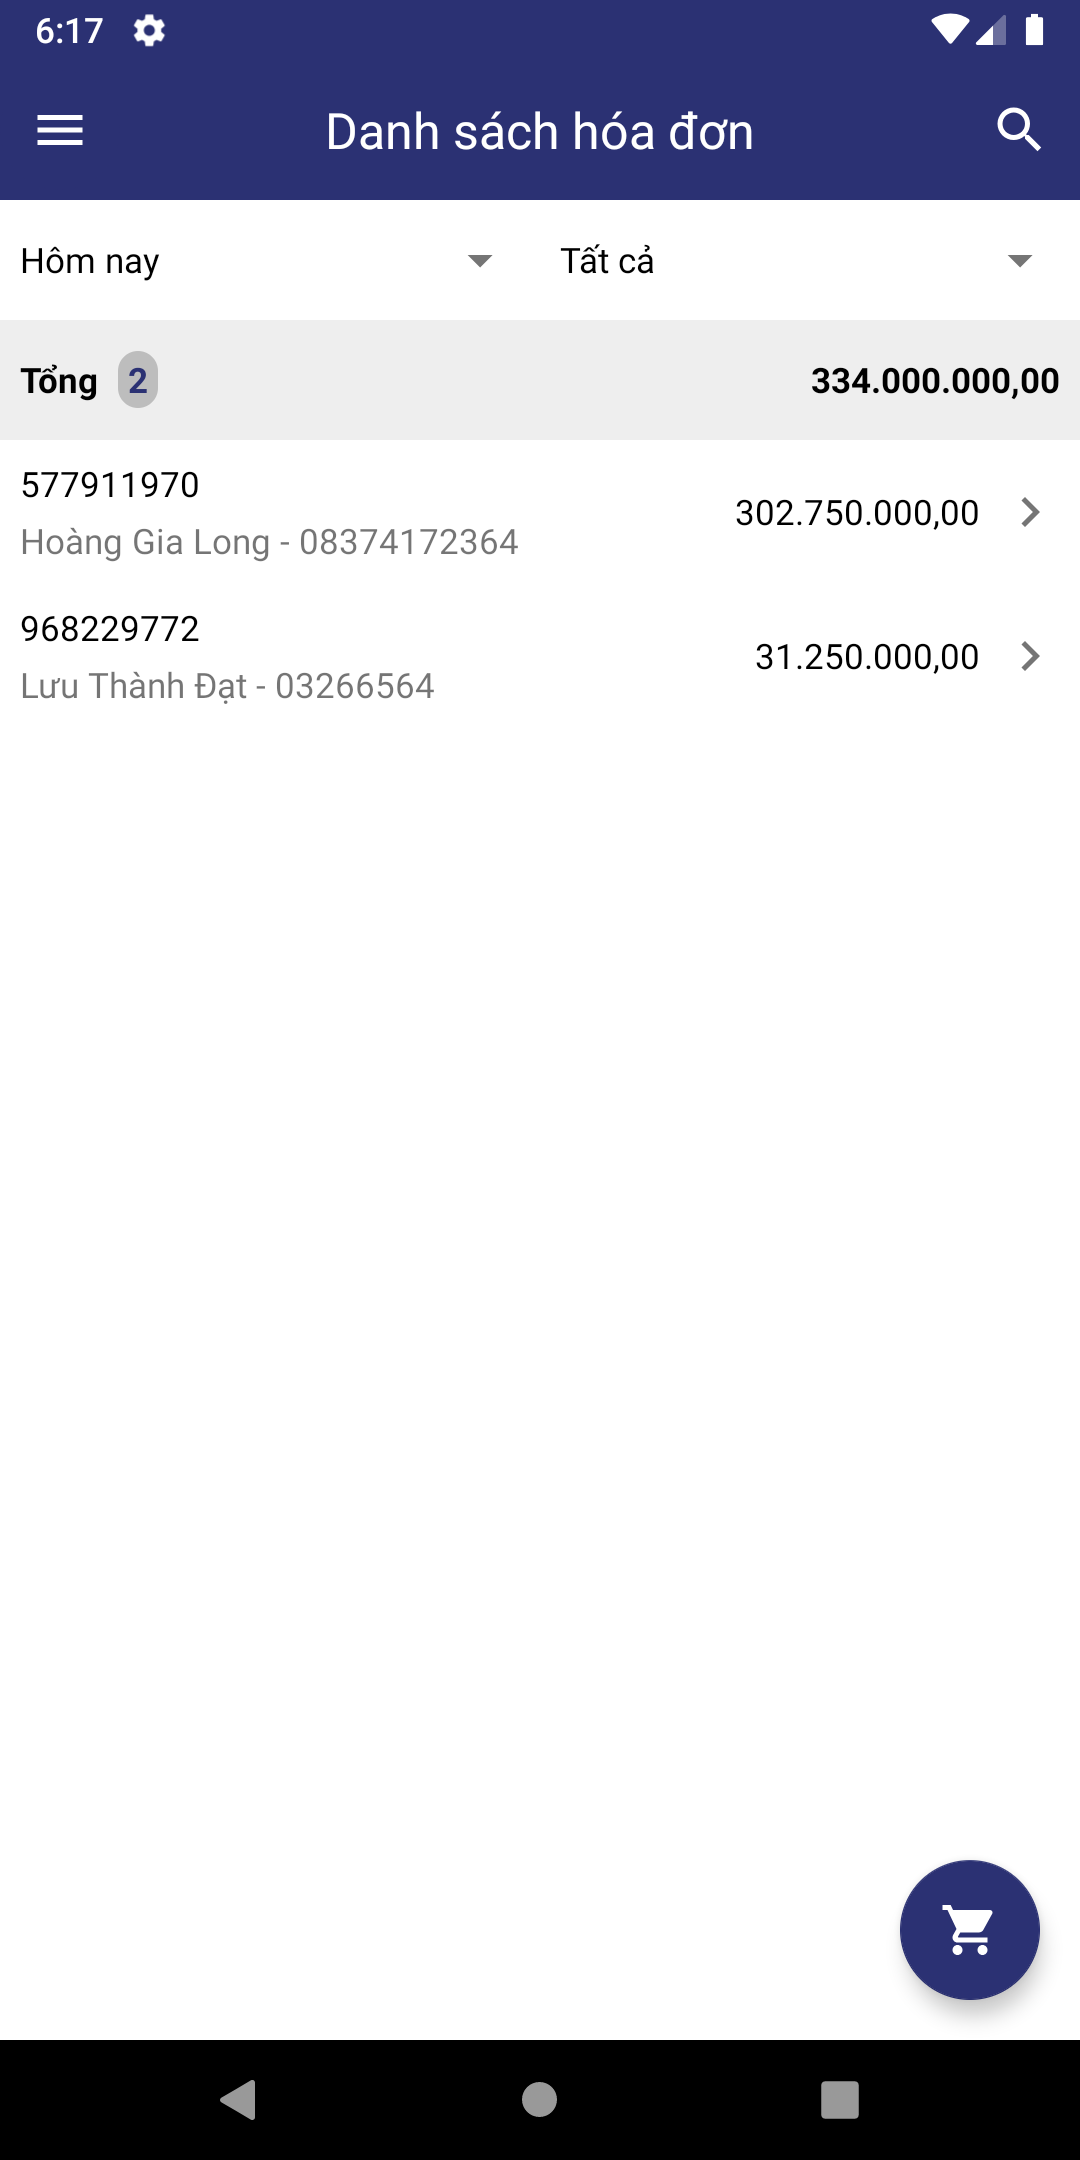 6:17
Danh sách hóa đơn
Hôm nay
Tất cả
Tổng 2 334.000.000,00
577911970
302.750.000,00
Hoàng Gia Long - 08374172364
968229772
31.250.000,00
Lưu Thành Đạt - 03266564